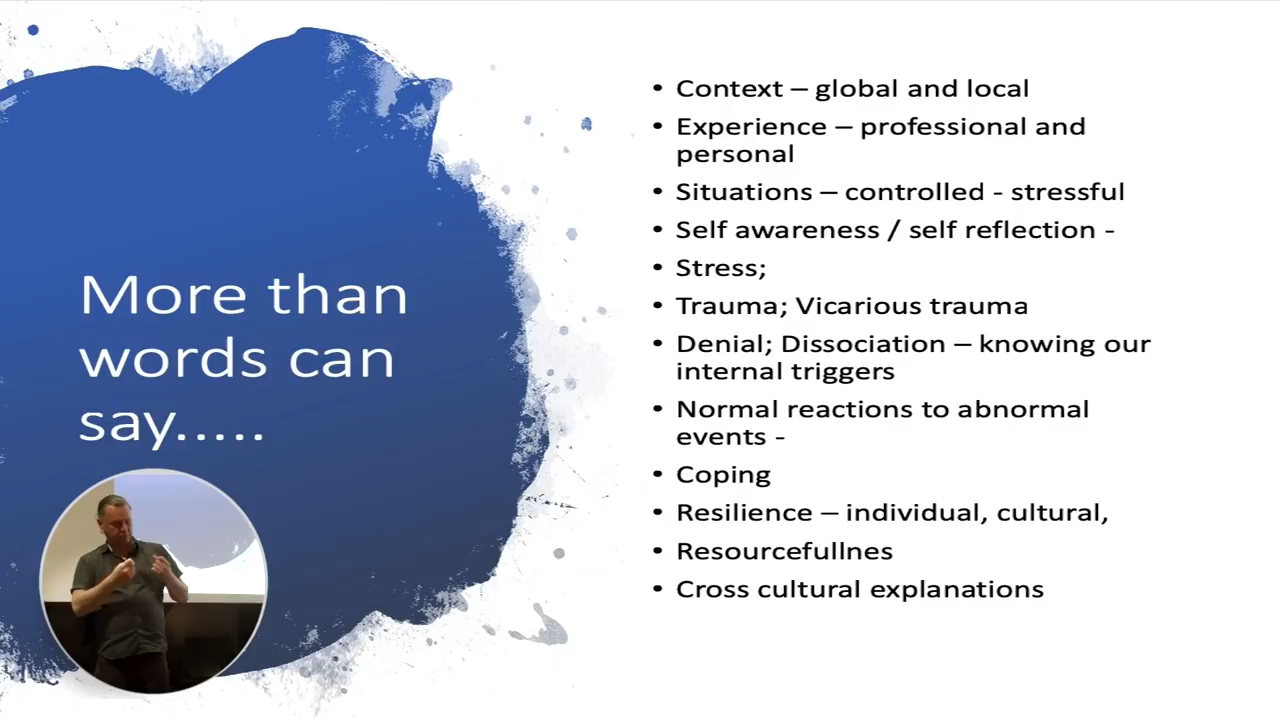 More than
words can
say.....
• Context – global and local
• Experience – professional and
personal
• Situations – controlled - stressful
• Self awareness / self reflection -
• Stress;
• Trauma; Vicarious trauma
• Denial; Dissociation – knowing our
internal triggers
• Normal reactions to abnormal
events -
• Coping
• Resilience – individual, cultural,
• Resourcefullnes
• Cross cultural explanations